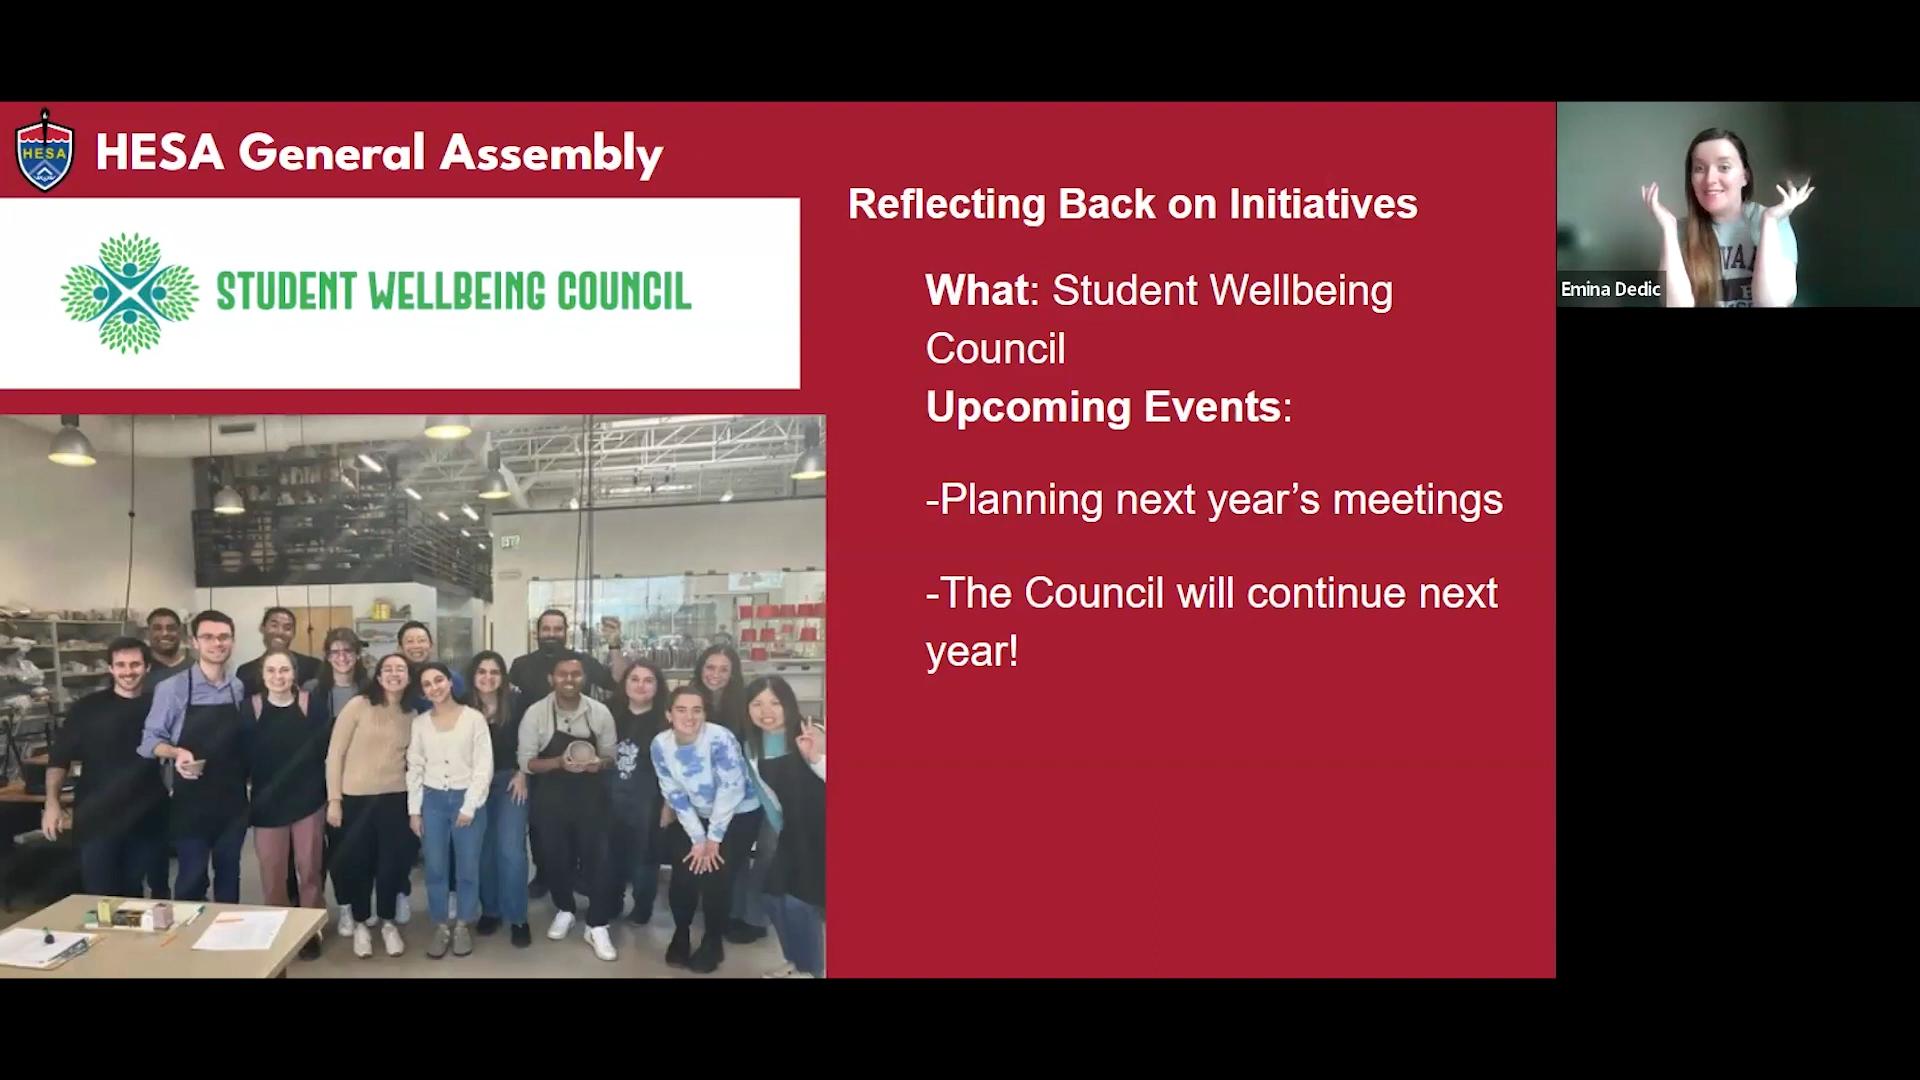 HESA
HESA General Assembly
STUDENT WELLBEING COUNCIL
Reflecting Back on Initiatives
What: Student Wellbeing
Council
Upcoming Events:
-Planning next year’s meetings
-The Council will continue next
year!
Emina Dedic